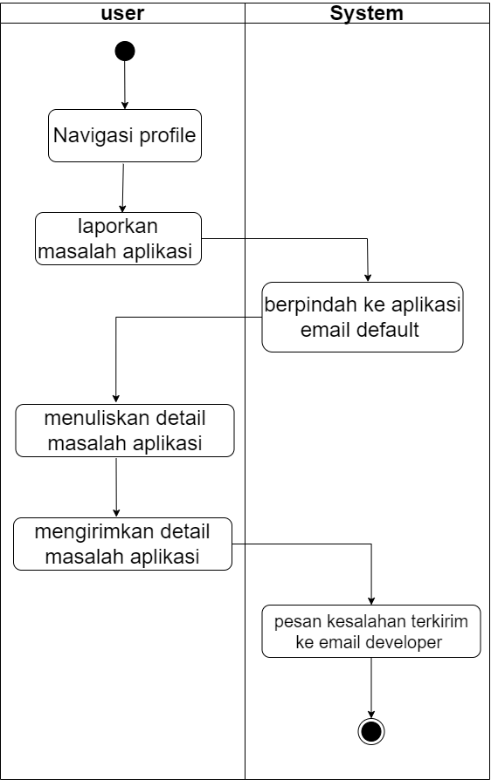 user
System
Navigasi profile
laporkan
masalah aplikasi
berpindah ke aplikasi
email default
menuliskan detail
masalah aplikasi
mengirimkan detail
masalah aplikasi
pesan kesalahan terkirim
ke email developer